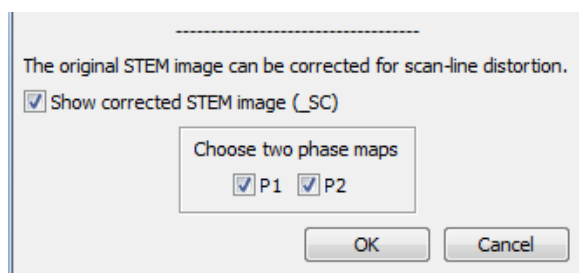 -----------------------------------
The original STEM image can be corrected for scan-line distortion.
Show corrected STEM image (_SC)
Choose two phase maps
P1 P2
OK Cancel